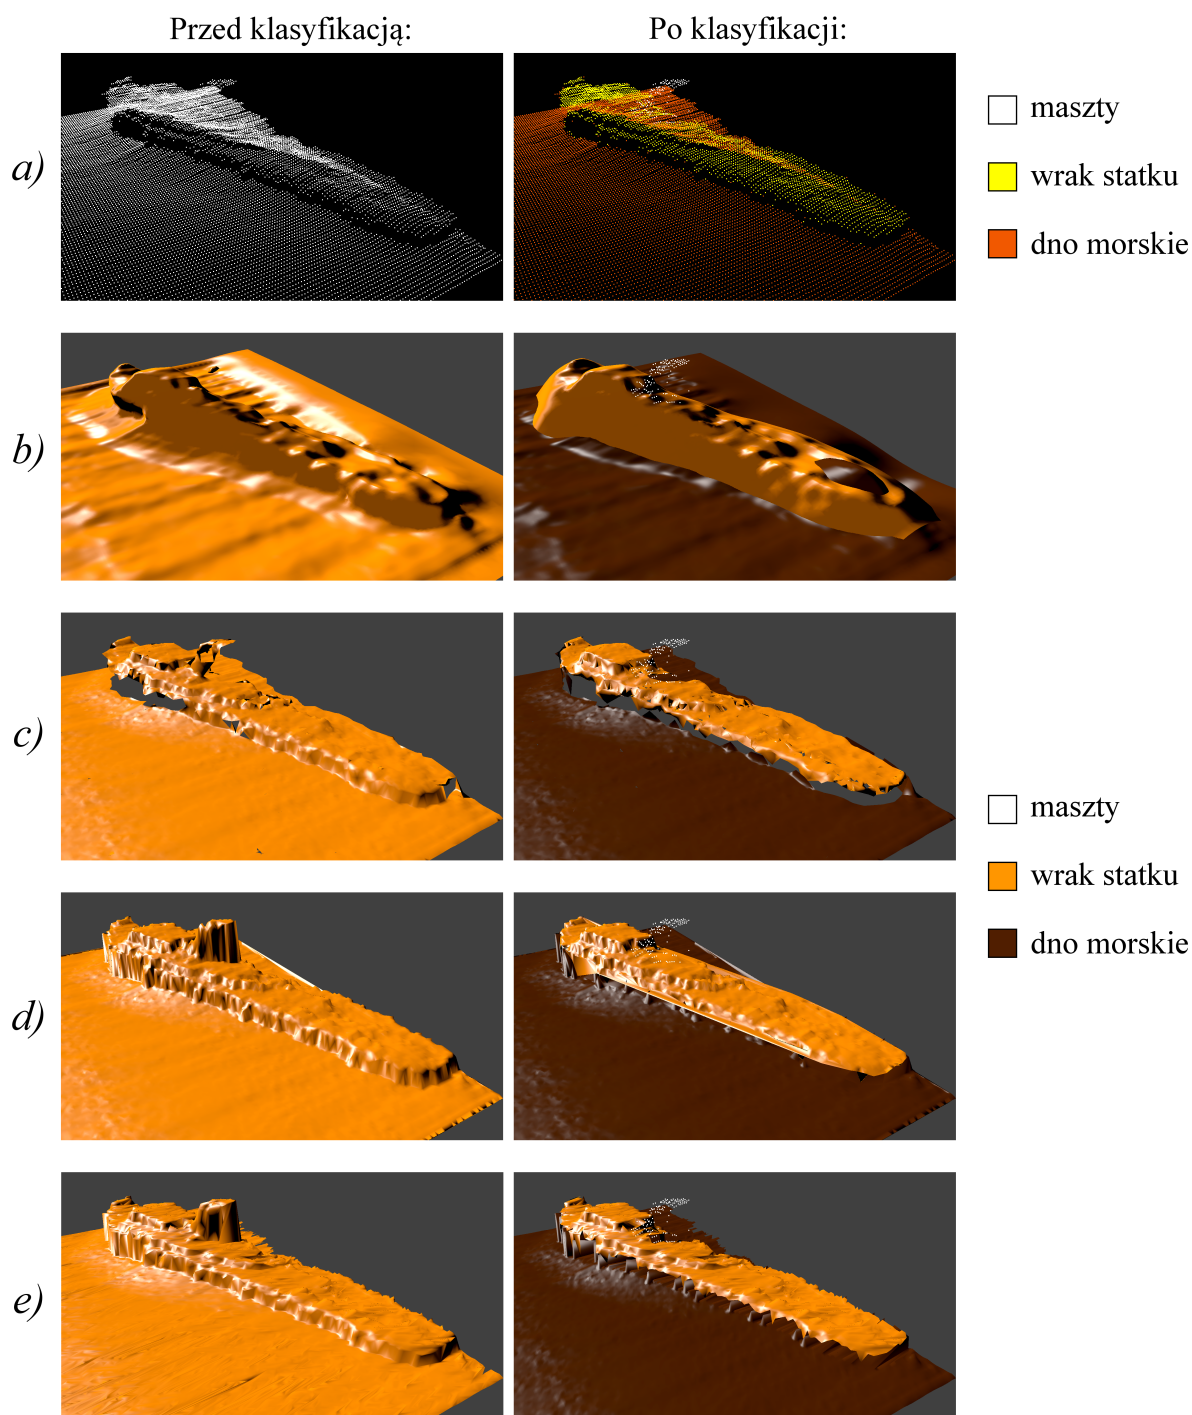 Przed klasyfikacją:
Po klasyfikacji:
a)
maszty
wrak statku
dno morskie
b)
c)
maszty
wrak statku
dno morskie
d)
e)